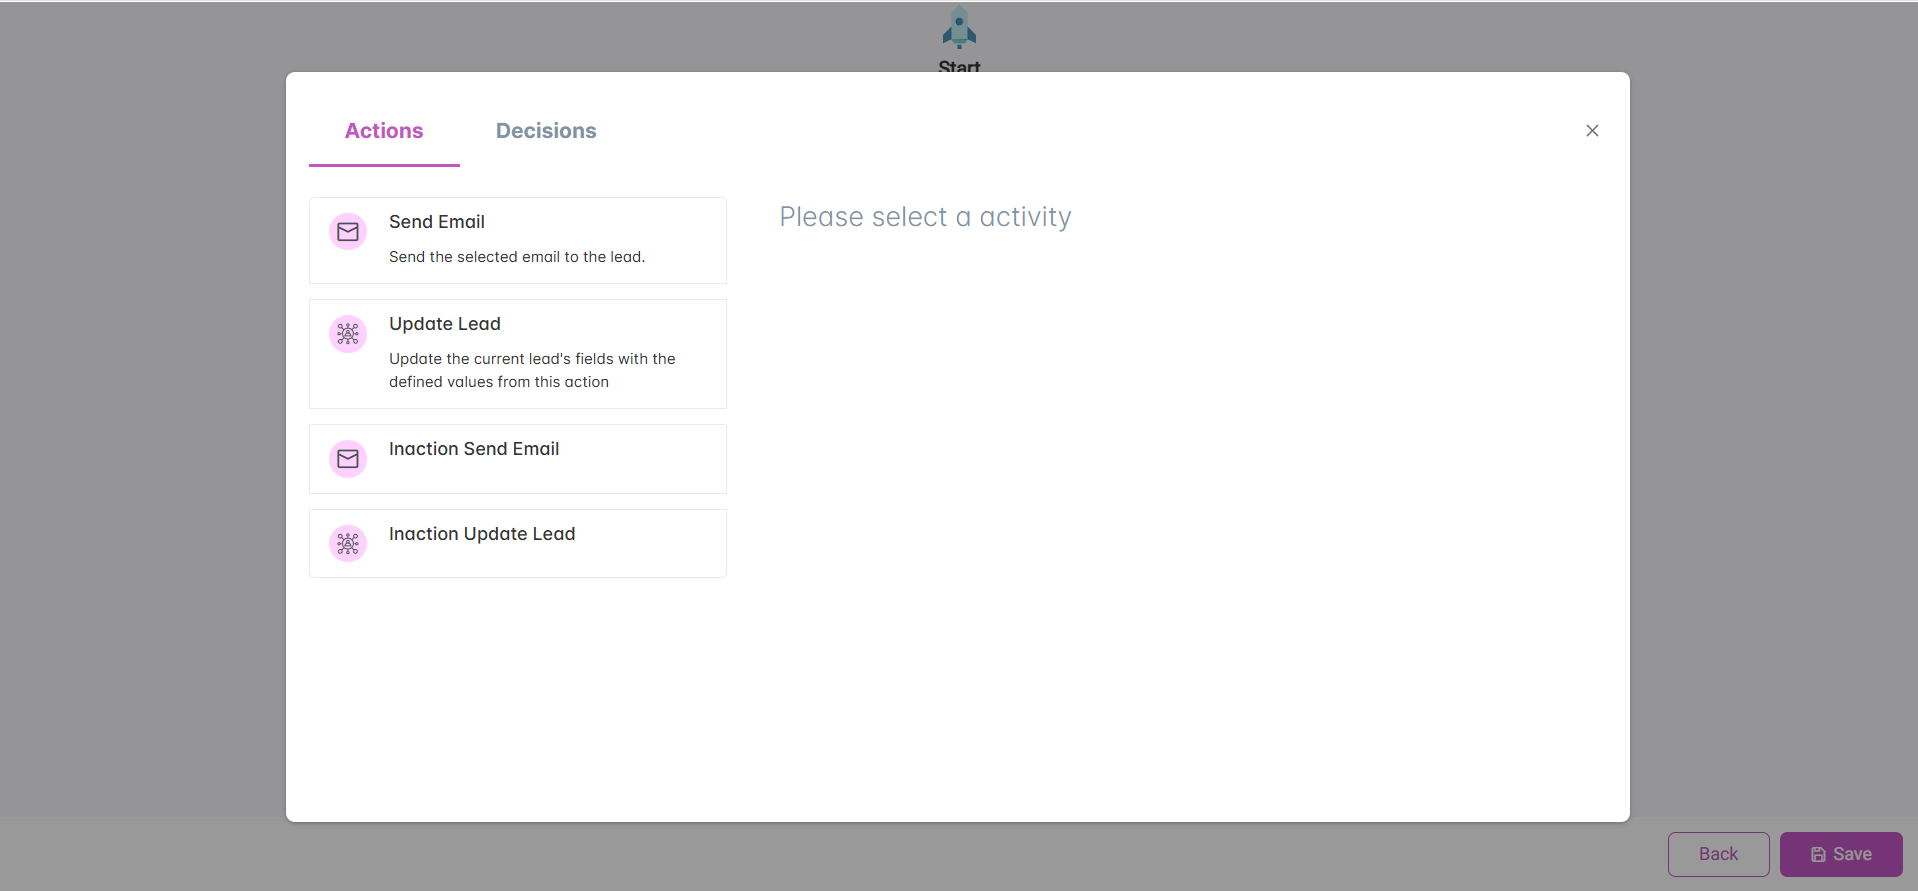 Start
Actions
Decisions
Send Email
Send the selected email to the lead.
Update Lead
Update the current lead's fields with the
defined values from this action
Inaction Send Email
Inaction Update Lead
Please select a activity
Back
Save